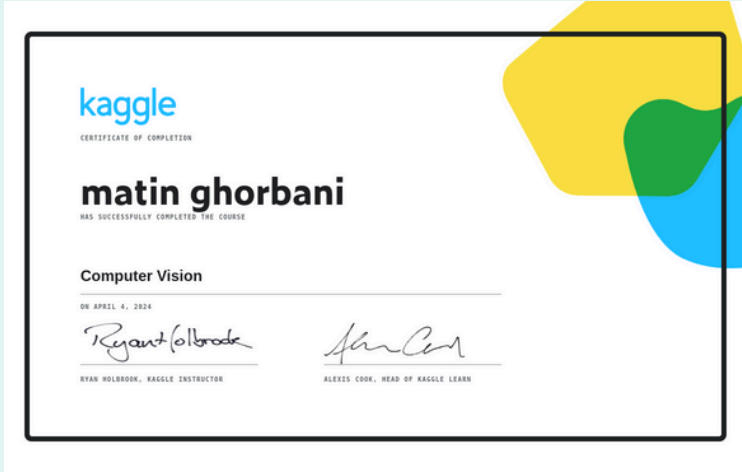 kaggle
CERTIFICATE OF COMPLETION
matin ghorbani
HAS SUCCESSFULLY COMPLETED THE COURSE
Computer Vision
ON APRIL 4, 2024
Ryan Holbrook
RYAN HOLBROOK, KAGGLE INSTRUCTOR
ALEXIS COOK, HEAD OF KAGGLE LEARN